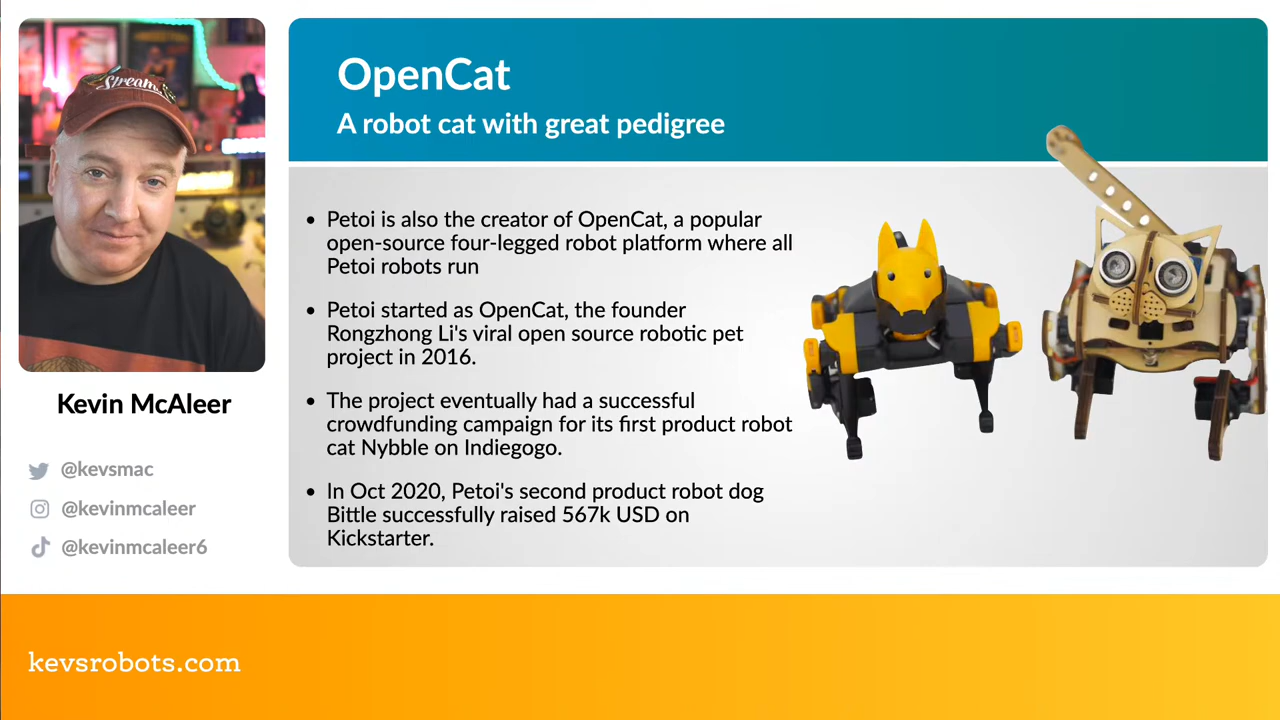 Stream
OpenCat
A robot cat with great pedigree
• Petoi is also the creator of OpenCat, a popular
open-source four-legged robot platform where all
Petoi robots run
• Petoi started as OpenCat, the founder
Rongzhong Li's viral open source robotic pet
project in 2016.
• The project eventually had a successful
crowdfunding campaign for its first product robot
cat Nybble on Indiegogo.
• In Oct 2020, Petoi's second product robot dog
Bittle successfully raised 567k USD on
Kickstarter.
Kevin McAleer
@kevsmac
@kevinmcaleer
@kevinmcaleer6
kevsrobots.com